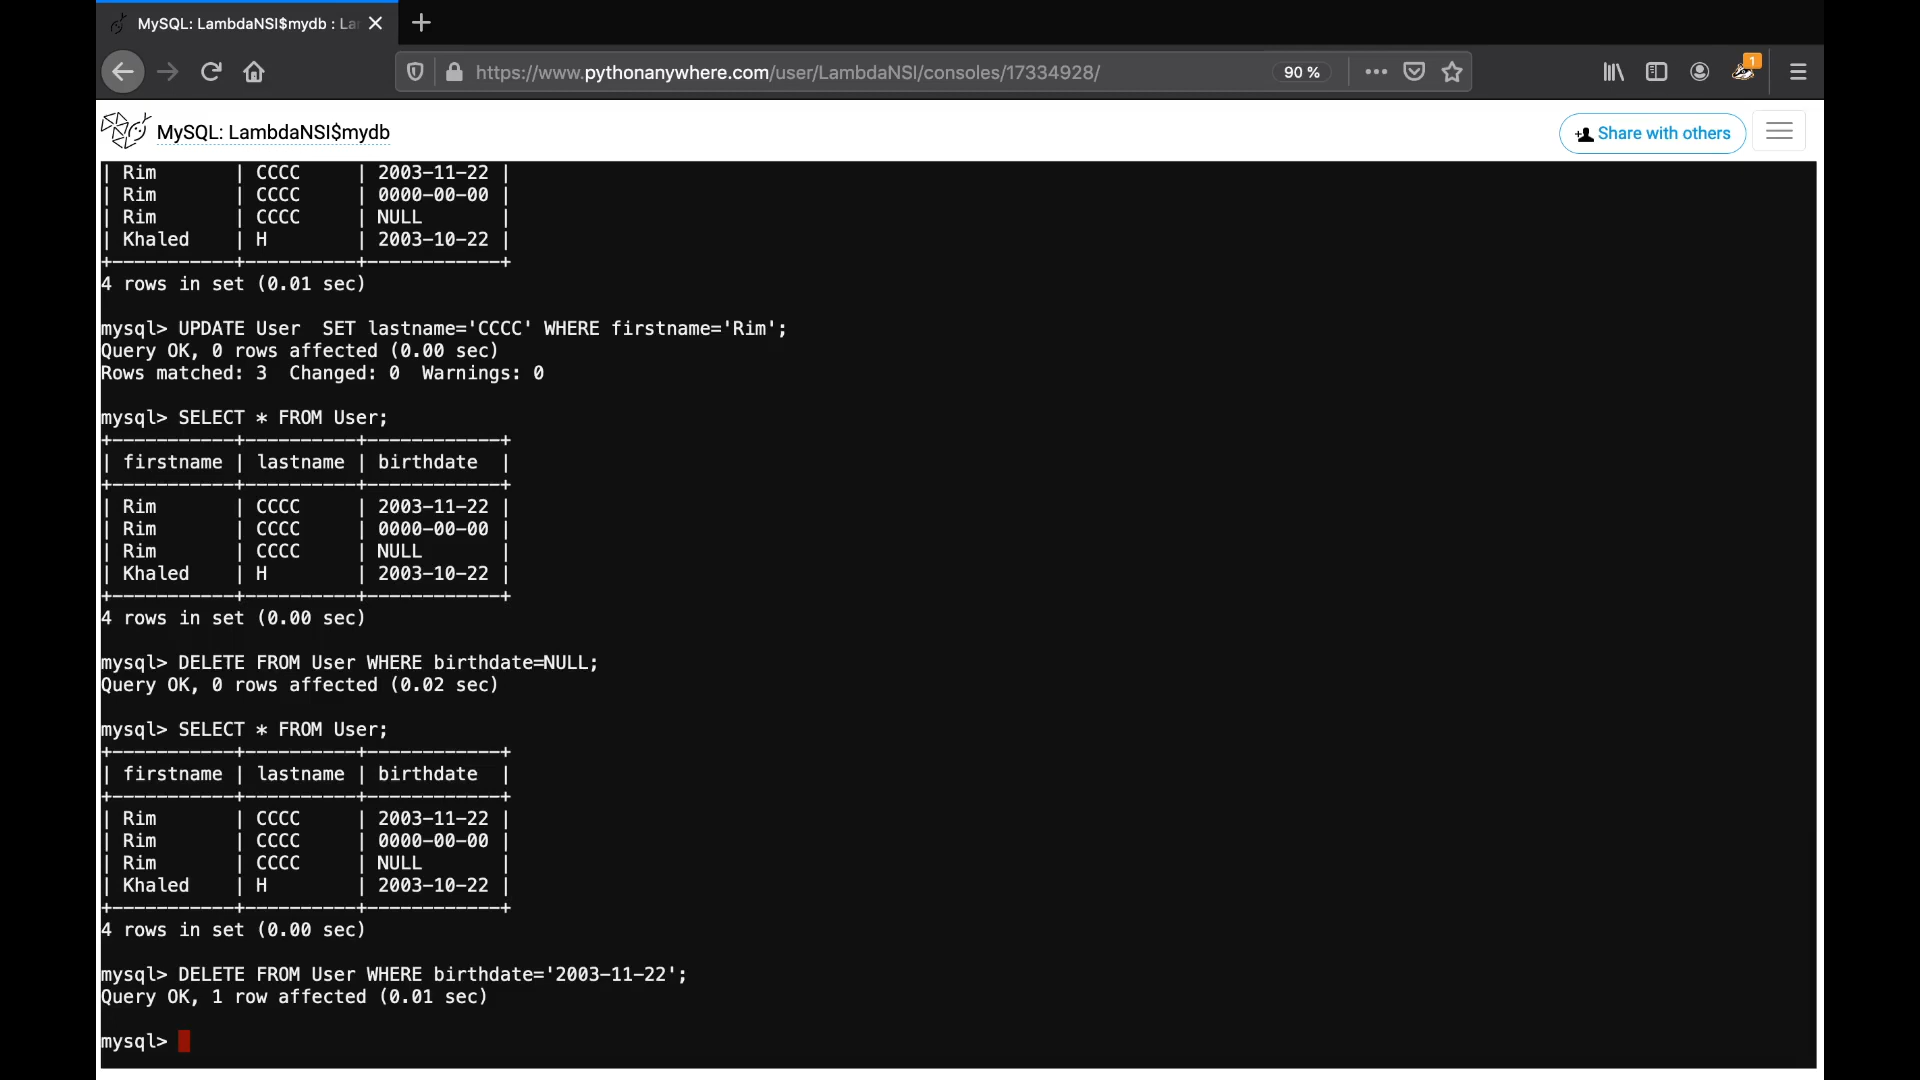 MySQL: LambdaNSI$mydb : La
https://www.pythonanywhere.com/user/LambdaNSI/consoles/17334928/
90 %
1
MySQL: LambdaNSI$mydb
Share with others
| Rim       | CCCC     | 2003-11-22 |
| Rim       | CCCC     | 0000-00-00 |
| Rim       | CCCC     | NULL       |
| Khaled    | H        | 2003-10-22 |
+-----------+----------+------------+
4 rows in set (0.01 sec)
mysql> UPDATE User  SET lastname='CCCC' WHERE firstname='Rim';
Query OK, 0 rows affected (0.00 sec)
Rows matched: 3  Changed: 0  Warnings: 0
mysql> SELECT * FROM User;
+-----------+----------+------------+
| firstname | lastname | birthdate  |
+-----------+----------+------------+
| Rim       | CCCC     | 2003-11-22 |
| Rim       | CCCC     | 0000-00-00 |
| Rim       | CCCC     | NULL       |
| Khaled    | H        | 2003-10-22 |
+-----------+----------+------------+
4 rows in set (0.00 sec)
mysql> DELETE FROM User WHERE birthdate=NULL;
Query OK, 0 rows affected (0.02 sec)
mysql> SELECT * FROM User;
+-----------+----------+------------+
| firstname | lastname | birthdate  |
+-----------+----------+------------+
| Rim       | CCCC     | 2003-11-22 |
| Rim       | CCCC     | 0000-00-00 |
| Rim       | CCCC     | NULL       |
| Khaled    | H        | 2003-10-22 |
+-----------+----------+------------+
4 rows in set (0.00 sec)
mysql> DELETE FROM User WHERE birthdate='2003-11-22';
Query OK, 1 row affected (0.01 sec)
mysql>